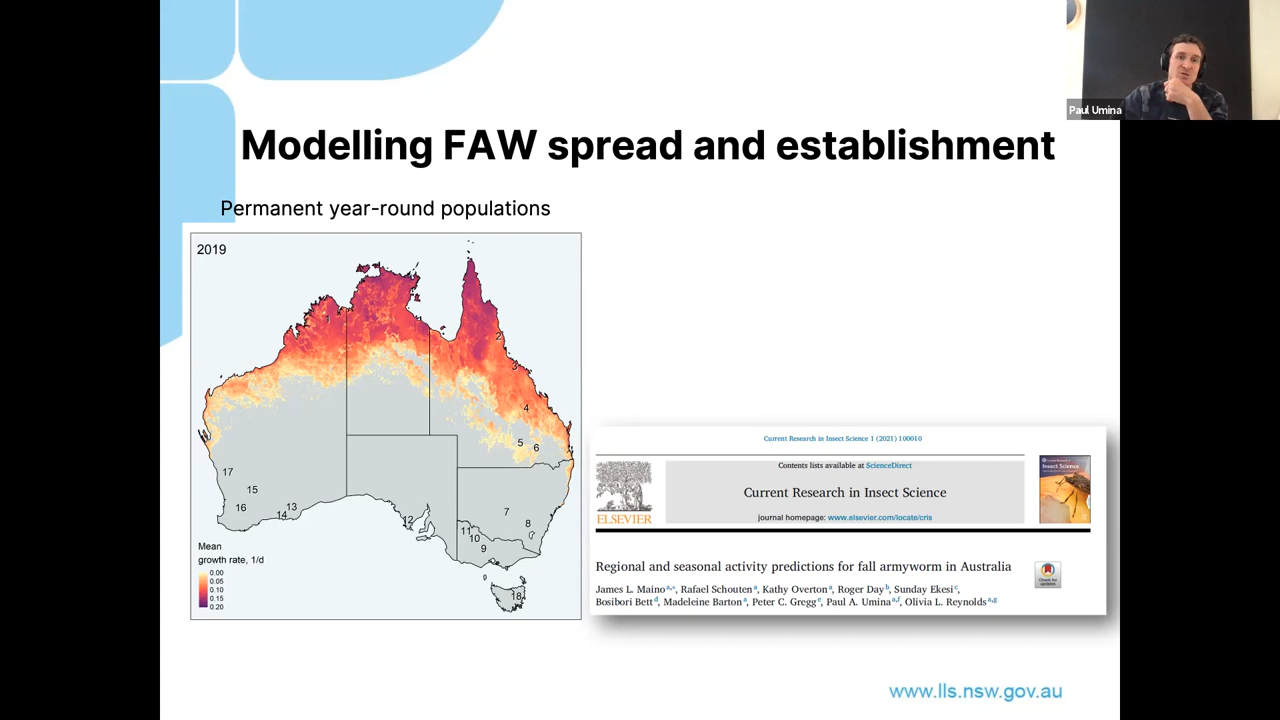 Paul Umina
Modelling FAW spread and establishment
Permanent year-round populations
2019
1
2
3
4
5
6
17
15
16
14
13
12
7
8
11
10
9
18
Mean
growth rate, 1/d
0.00
0.05
0.10
0.15
0.20
Current Research in Insect Science 1 (2021) 100010
Contents lists available at ScienceDirect
Current Research in Insect Science
journal homepage: www.elsevier.com/locate/cris
ELSEVIER
Insect Science
Regional and seasonal activity predictions for fall armyworm in Australia
Check for
updates
James L. Maino a,*, Rafael Schouten a, Kathy Overton a, Roger Day b, Sunday Ekesi c,
Bosibori Bett d, Madeleine Barton a, Peter C. Gregg e, Paul A. Umina a,f, Olivia L. Reynolds a,g
www.lls.nsw.gov.au